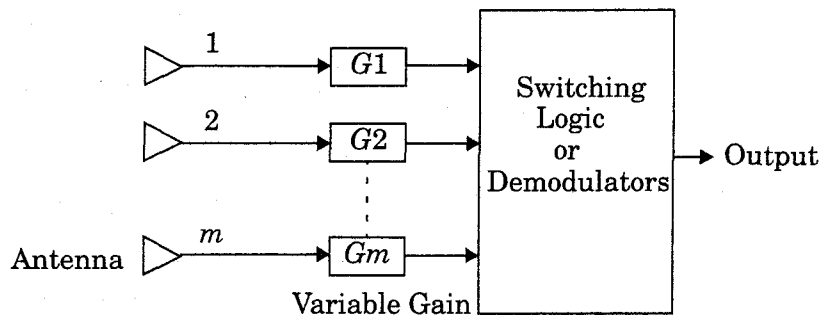 1
G1
2
G2
Switching
Logic
or
Demodulators
Output
m
Gm
Antenna
Variable Gain